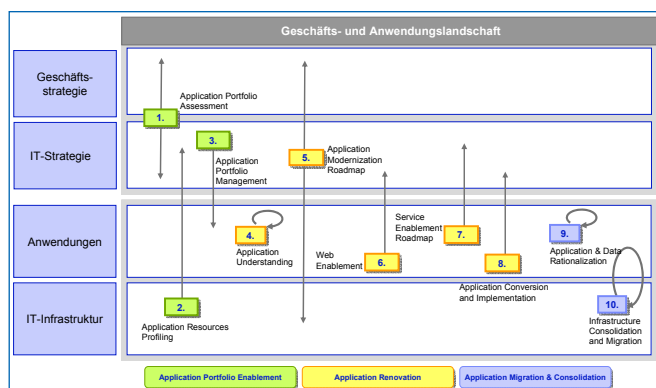 Geschäfts- und Anwendungslandschaft
Geschäfts-
strategie
Application Portfolio
Assessment
1.
IT-Strategie
3.
Application
Portfolio
Management
5.
Application
Modernization
Roadmap
Anwendungen
4.
Application
Understanding
Web
Enablement
6.
Service
Enablement
Roadmap
7.
8.
Application Conversion
and Implementation
9.
Application & Data
Rationalization
IT-Infrastruktur
2.
Application Resources
Profiling
10.
Infrastructure
Consolidation
and Migration
Application Portfolio Enablement
Application Renovation
Application Migration & Consolidation